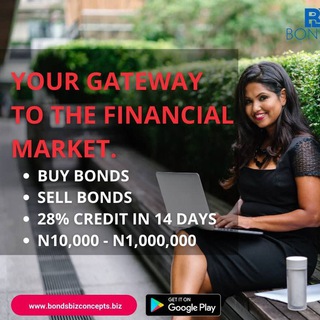 YOUR GATEWAY
TO THE FINANCIAL
MARKET.
• BUY BONDS
• SELL BONDS
• 28% CREDIT IN 14 DAYS
• N10,000 - N1,000,000
www.bondsbizconcepts.biz
GET IT ON
Google Play